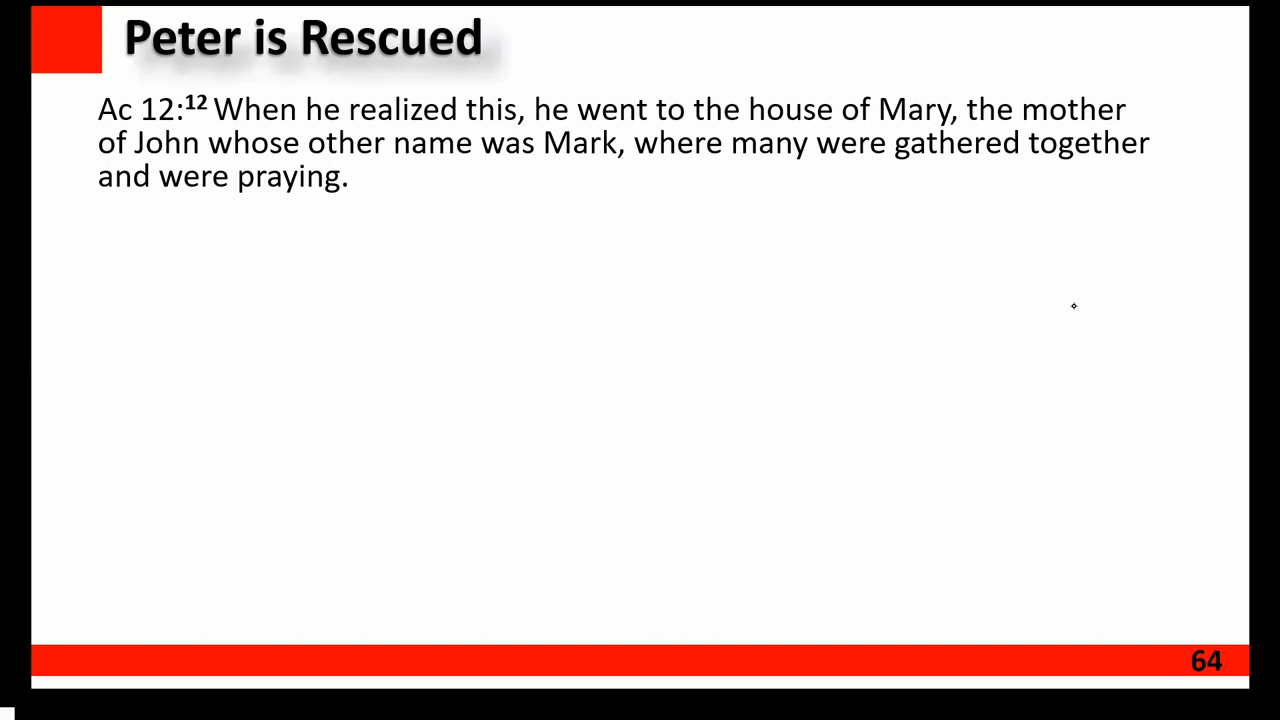 Peter is Rescued
Ac 12:12 When he realized this, he went to the house of Mary, the mother
of John whose other name was Mark, where many were gathered together
and were praying.
64